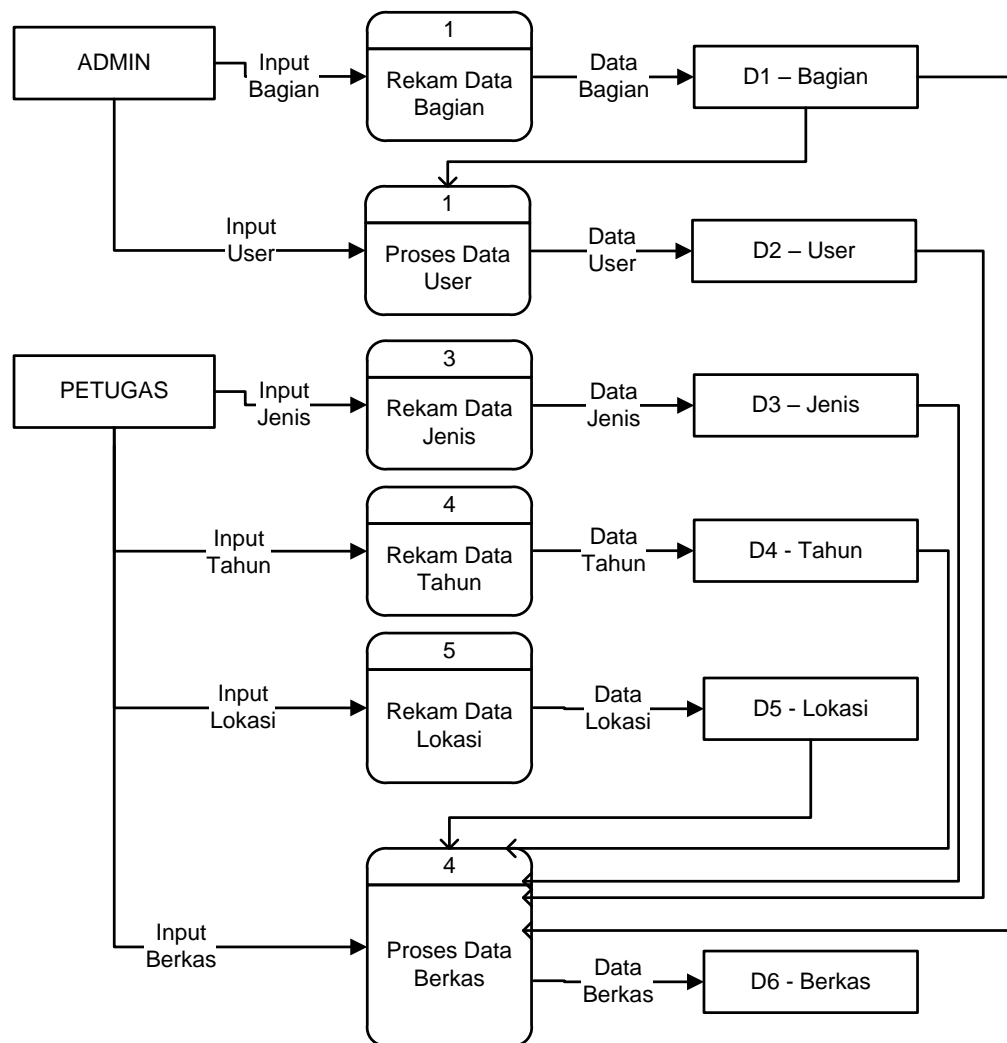 1
ADMIN
Input
Bagian
Rekam Data
Bagian
Data
Bagian
D1 – Bagian
1
Input
User
Proses Data
User
Data
User
D2 – User
3
PETUGAS
Input
Jenis
Rekam Data
Jenis
Data
Jenis
D3 – Jenis
4
Input
Tahun
Rekam Data
Tahun
Data
Tahun
D4 - Tahun
5
Input
Lokasi
Rekam Data
Lokasi
Data
Lokasi
D5 - Lokasi
4
Input
Berkas
Proses Data
Berkas
Data
Berkas
D6 - Berkas